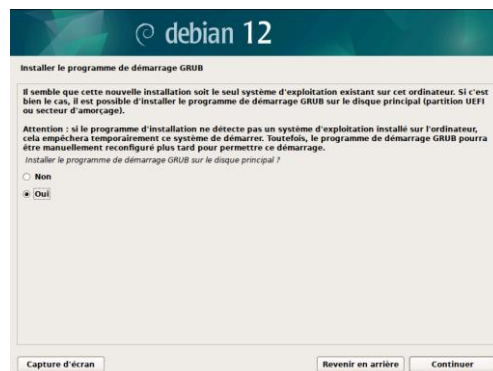 debian 12
Installer le programme de démarrage GRUB
Il semble que cette nouvelle installation soit le seul système d'exploitation existant sur cet ordinateur. Si c'est
bien le cas, il est possible d'installer le programme de démarrage GRUB sur le disque principal (partition UEFI
ou secteur d'amorçage).
Attention : si le programme d'installation ne détecte pas un système d'exploitation installé sur l'ordinateur,
cela empêchera temporairement ce système de démarrer. Toutefois, le programme de démarrage GRUB pourra
être manuellement reconfiguré plus tard pour permettre ce démarrage.
Installer le programme de démarrage GRUB sur le disque principal ?
Non
Oui
Capture d'écran
Revenir en arrière
Continuer